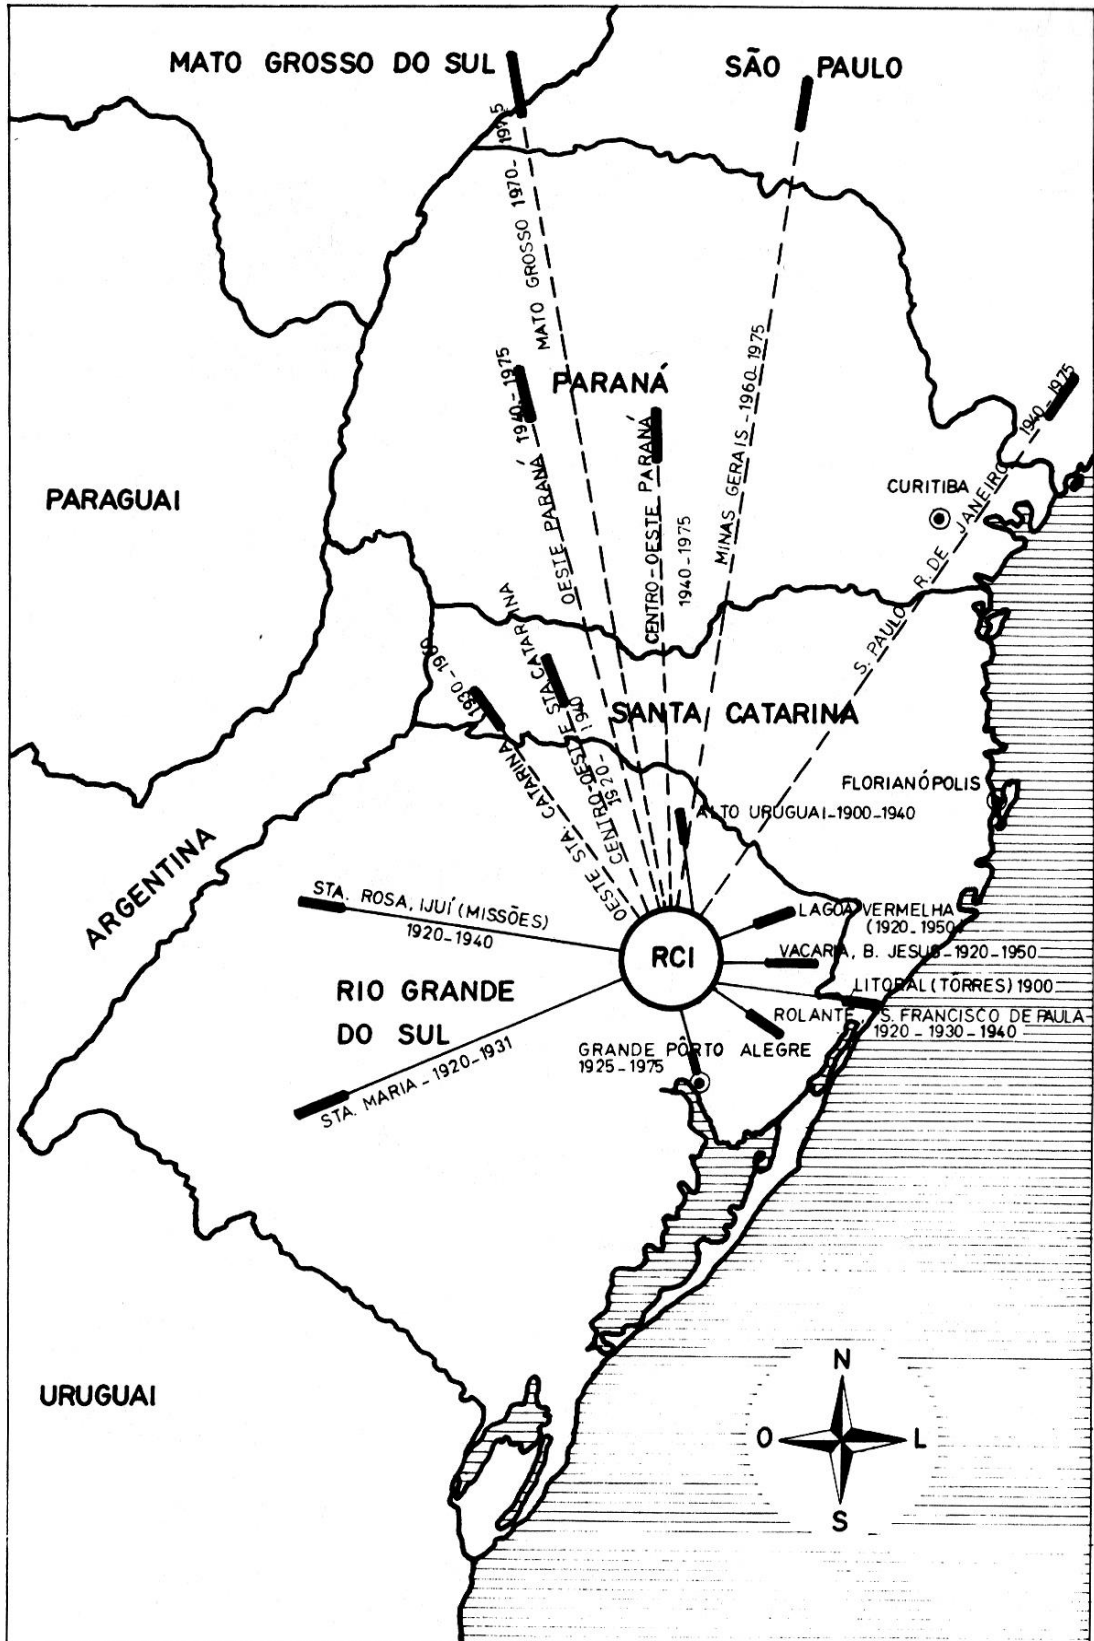 MATO GROSSO DO SUL
SÃO PAULO
MATO GROSSO 1970-1975
MINAS GERAIS-1960-1975
1940-1975
OESTE PARANÁ 1940-1975
PARANÁ
CENTRO-OESTE PARANÁ
1940-1975
S. PAULO R. DE JANEIRO
CURITIBA
PARAGUAI
OESTE STA. CATARINA
(1930-1960
CENTRO-OESTE STA CATARINA
1920-1940
SANTA CATARINA
FLORIANÓPOLIS
ALTO URUGUAI-1900-1940
ARGENTINA
STA. ROSA, IJUÍ (MISSÕES)
1920-1940
RCI
LAGOA VERMELHA
(1920-1950)
VACARIA, B. JESUS-1920-1950
LITORAL (TÔRRES) 1900
ROLANTE, S. FRANCISCO DE PAULA-
1920-1930-1940
RIO GRANDE
DO SUL
GRANDE PÔRTO ALEGRE
1925-1975
STA. MARIA-1920-1931
URUGUAI
N
O
L
S